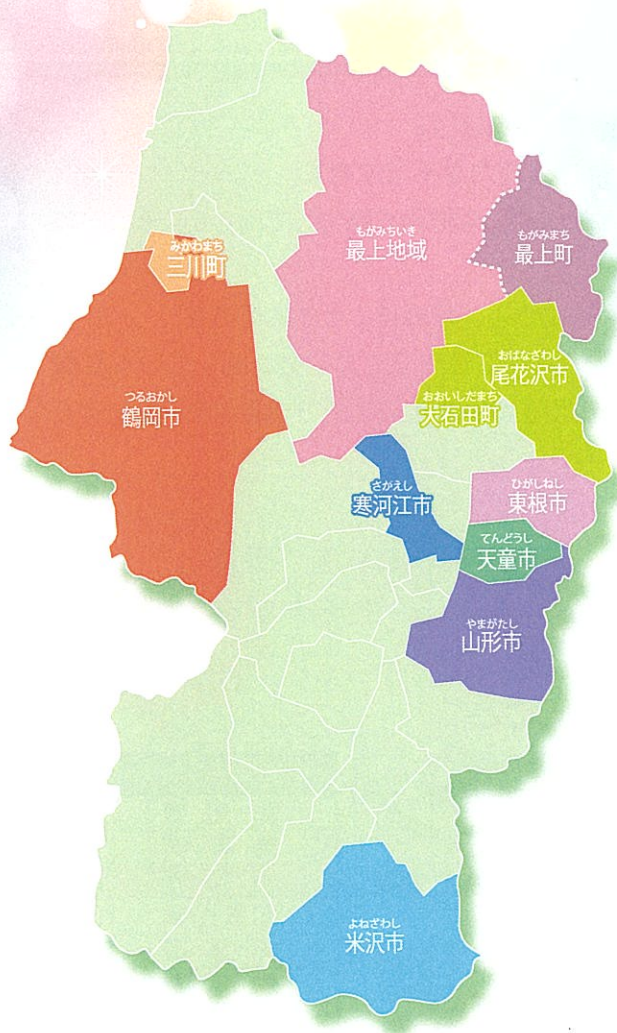 もがみちいき
最上地域
もがみまち
最上町
みかわまち
三川町
つるおかし
鶴岡市
おばなざわし
尾花沢市
おおいしだまち
大石田町
さがえし
寒河江市
ひがしねし
東根市
てんどうし
天童市
やまがたし
山形市
よねざわし
米沢市